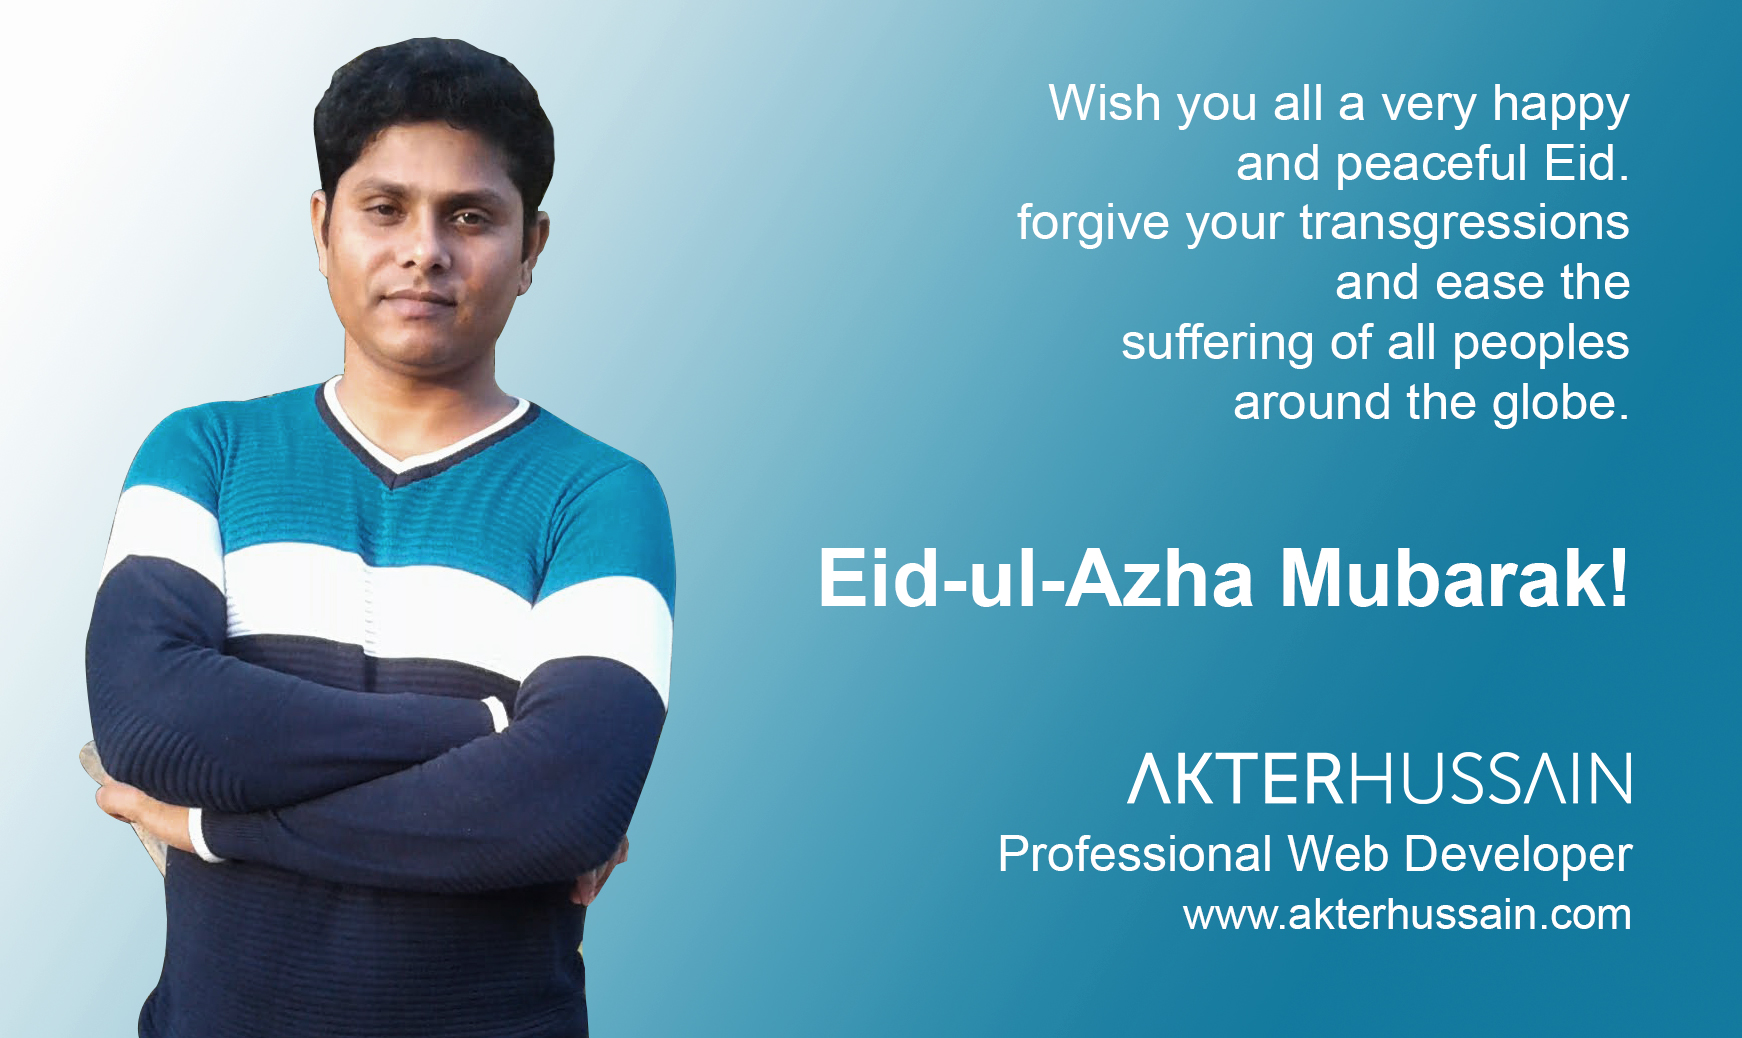 Wish you all a very happy
and peaceful Eid.
forgive your transgressions
and ease the
suffering of all peoples
around the globe.
Eid-ul-Azha Mubarak!
AKTERHUSSAIN
Professional Web Developer
www.akterhussain.com